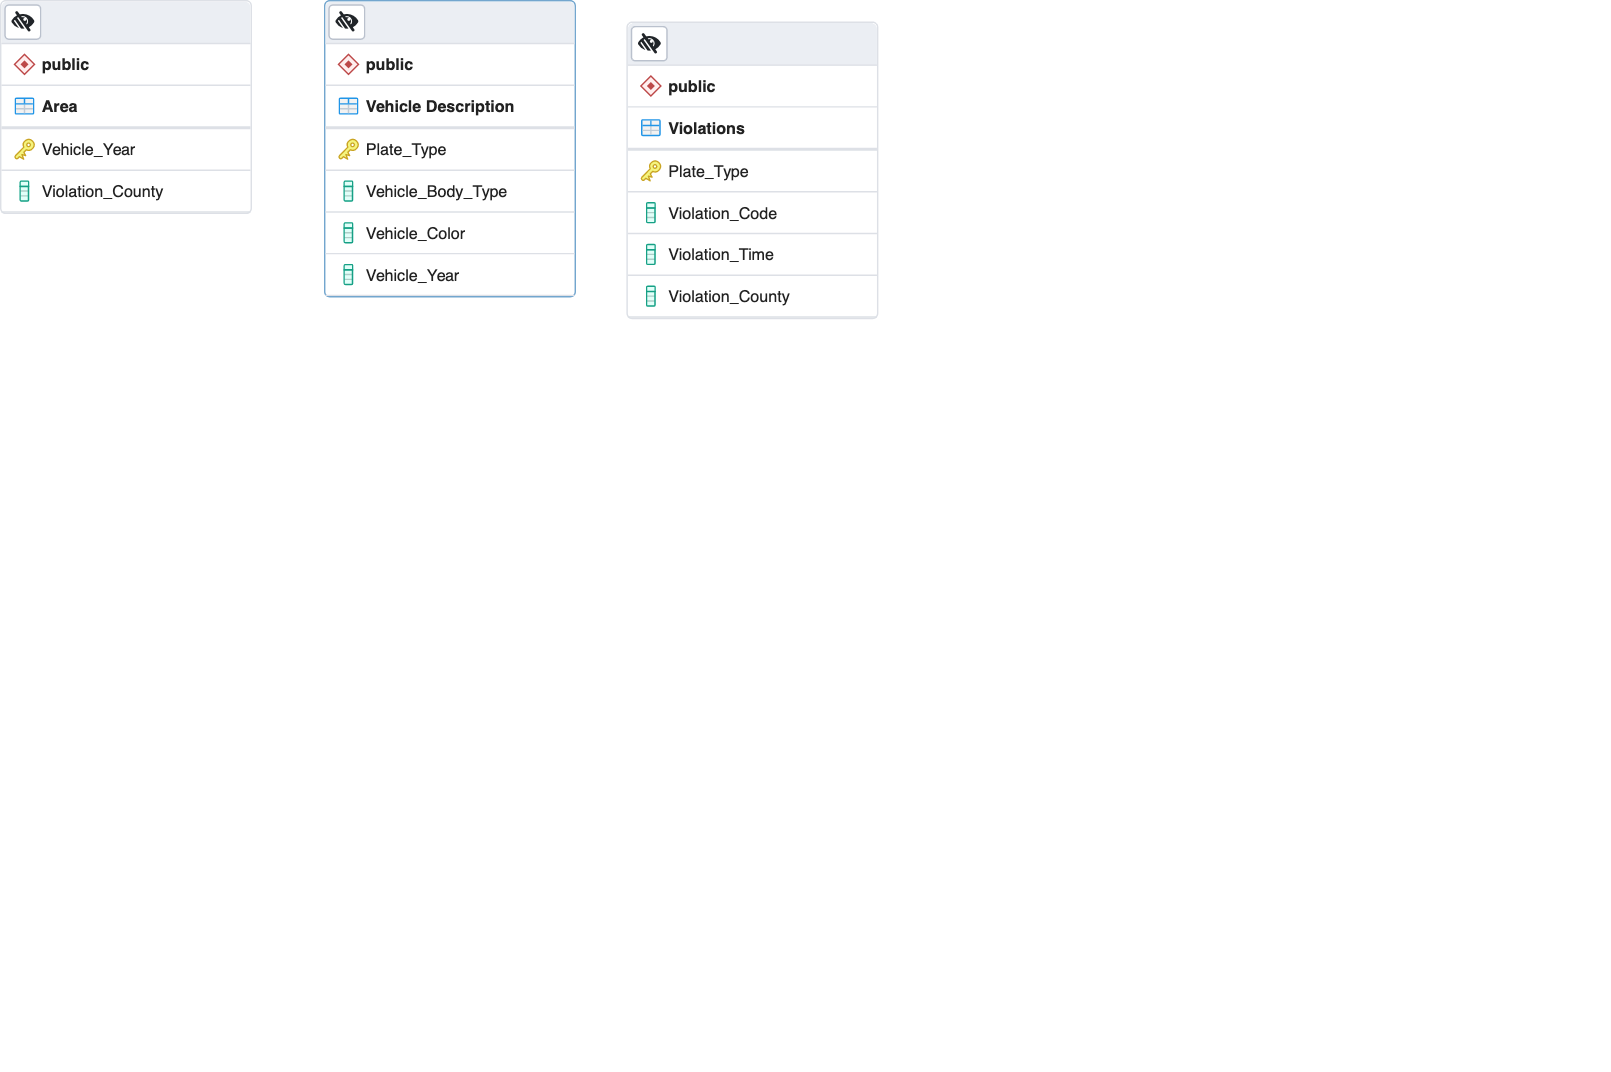 public
Area
Vehicle_Year
Violation_County
public
Vehicle Description
Plate_Type
Vehicle_Body_Type
Vehicle_Color
Vehicle_Year
public
Violations
Plate_Type
Violation_Code
Violation_Time
Violation_County